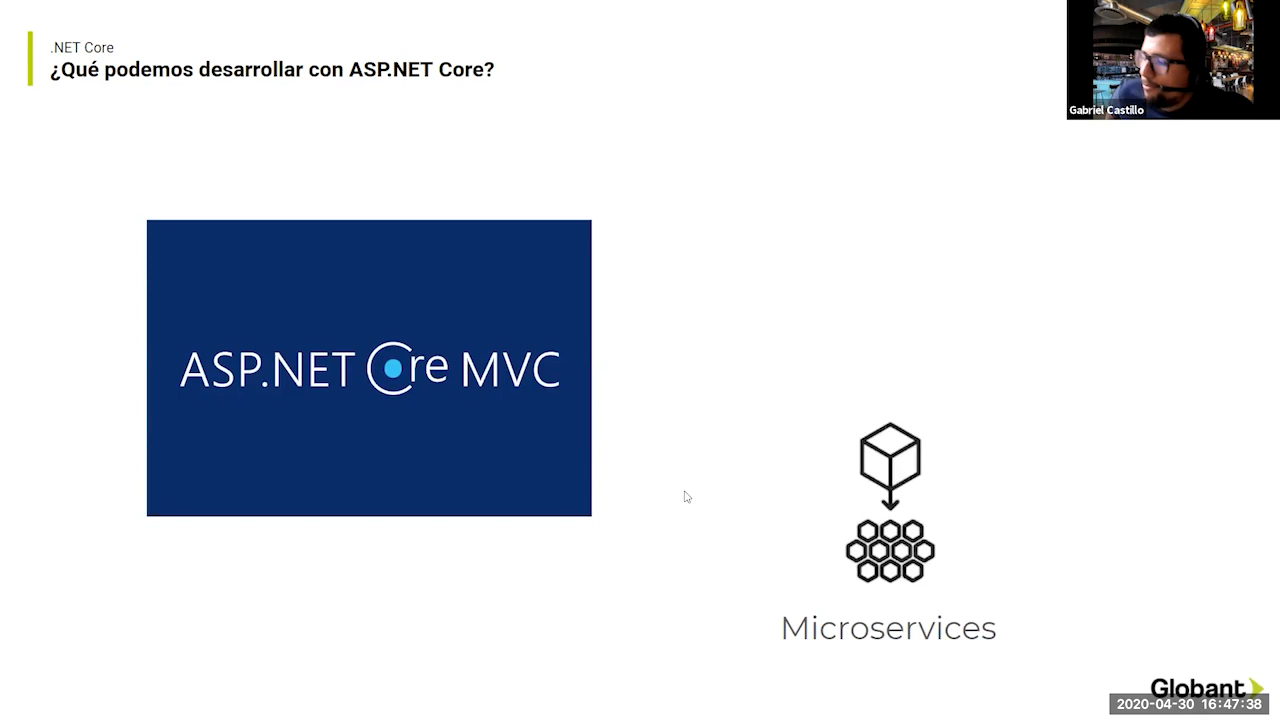 .NET Core
¿Qué podemos desarrollar con ASP.NET Core?
Gabriel Castillo
ASP.NET Core MVC
Microservices
Globant
2020-04-30 16:47:38